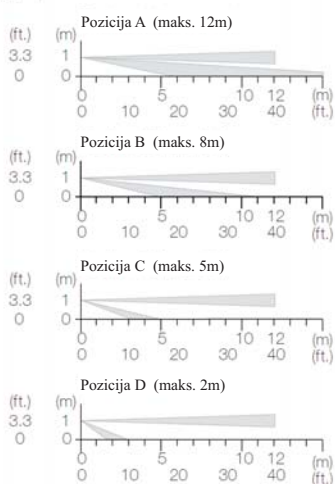 Pozicija A (maks. 12m)
(ft.) (m)
3.3 1
0 0
0 5 10 12 (m)
10 20 30 40 (ft.)
Pozicija B (maks. 8m)
(ft.) (m)
3.3 1
0 0
0 5 10 12 (m)
0 10 20 30 40 (ft.)
Pozicija C (maks. 5m)
(ft.) (m)
3.3 1
0 0
0 5 10 12 (m)
0 10 20 30 40 (ft.)
Pozicija D (maks. 2m)
(ft.) (m)
3.3 1
0 0
0 5 10 12 (m)
0 10 20 30 40 (ft.)